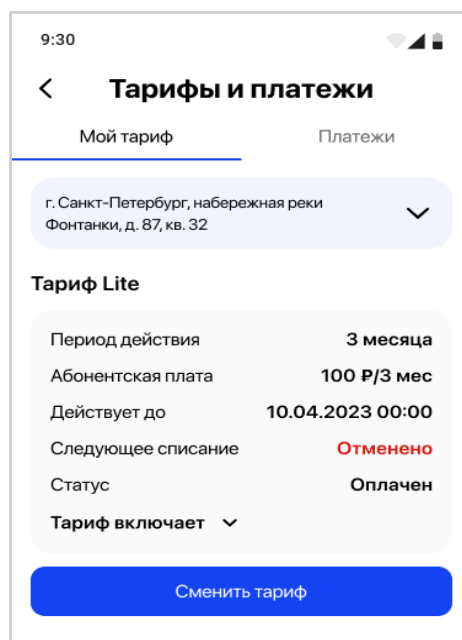 9:30
Тарифы и платежи
Мой тариф Платежи
г. Санкт-Петербург, набережная реки
Фонтанки, д. 87, кв. 32
Тариф Lite
Период действия 3 месяца
Абонентская плата 100 ₽/3 мес
Действует до 10.04.2023 00:00
Следующее списание Отменено
Статус Оплачен
Тариф включает
Сменить тариф